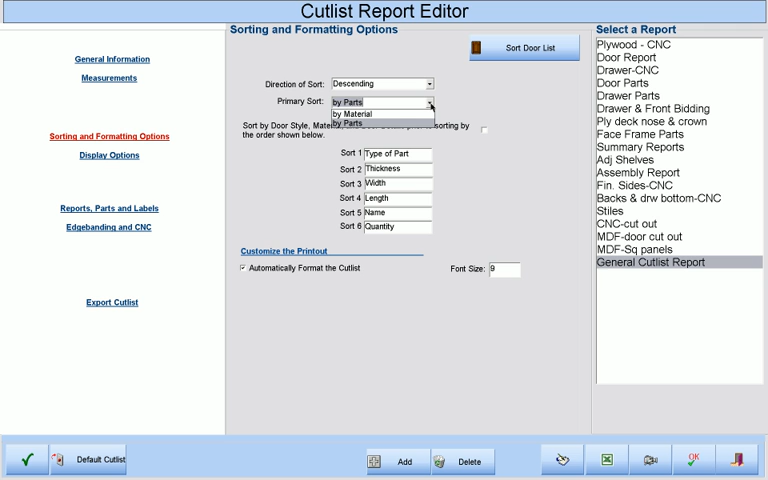 Cutlist Report Editor
General Information
Measurements
Sorting and Formatting Options
Display Options
Reports, Parts and Labels
Edgebanding and CNC
Export Cutlist
Sorting and Formatting Options
Sort Door List
Direction of Sort: Descending
Primary Sort: by Parts
by Material
by Parts
Sort by Door Style, Mater
sorting by
the order shown below.
Sort 1 Type of Part
Sort 2 Thickness
Sort 3 Width
Sort 4 Length
Sort 5 Name
Sort 6 Quantity
Customize the Printout
Automatically Format the Cutlist
Font Size: 9
Select a Report
Plywood - CNC
Door Report
Drawer-CNC
Door Parts
Drawer Parts
Drawer & Front Bidding
Ply deck nose & crown
Face Frame Parts
Summary Reports
Adj Shelves
Assembly Report
Fin. Sides-CNC
Backs & drw bottom-CNC
Stiles
CNC-cut out
MDF-door cut out
MDF-Sq panels
General Cutlist Report
Default Cutlist
Add
Delete
OK